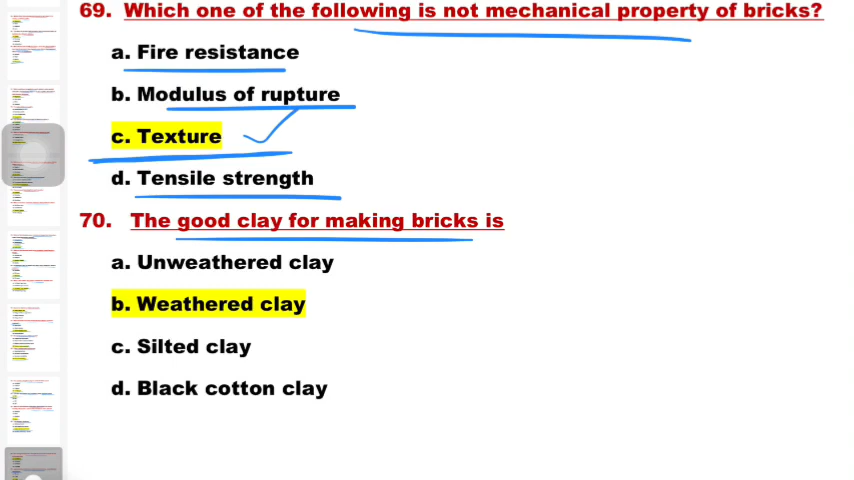 69. Which one of the following is not mechanical property of bricks?
a. Fire resistance
b. Modulus of rupture
c. Texture
d. Tensile strength
70. The good clay for making bricks is
a. Unweathered clay
b. Weathered clay
c. Silted clay
d. Black cotton clay